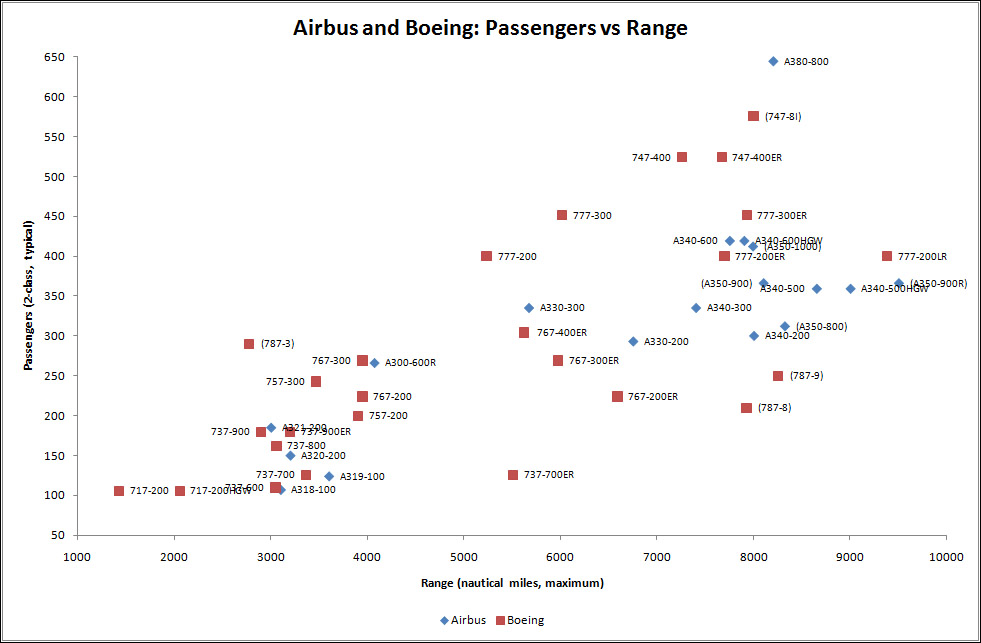 Airbus and Boeing: Passengers vs Range
Passengers (2-class, typical)
650
600
550
500
450
400
350
300
250
200
150
100
50
A380-800
(747-8I)
747-400
747-400ER
777-300
777-300ER
A340-600
A340-600HGW
(A350-1000)
777-200
777-200ER
777-200LR
(A350-900)
(A350-900R)
A340-500
A340-500HGW
A330-300
A340-300
(A350-800)
767-400ER
A330-200
A340-200
(787-3)
767-300
A300-600R
767-300ER
757-300
(787-9)
767-200
767-200ER
(787-8)
757-200
737-900
A321-200
737-900ER
737-800
A320-200
737-700
A319-100
737-700ER
717-200
717-200HGW
737-600
A318-100
1000
2000
3000
4000
5000
6000
7000
8000
9000
10000
Range (nautical miles, maximum)
Airbus
Boeing